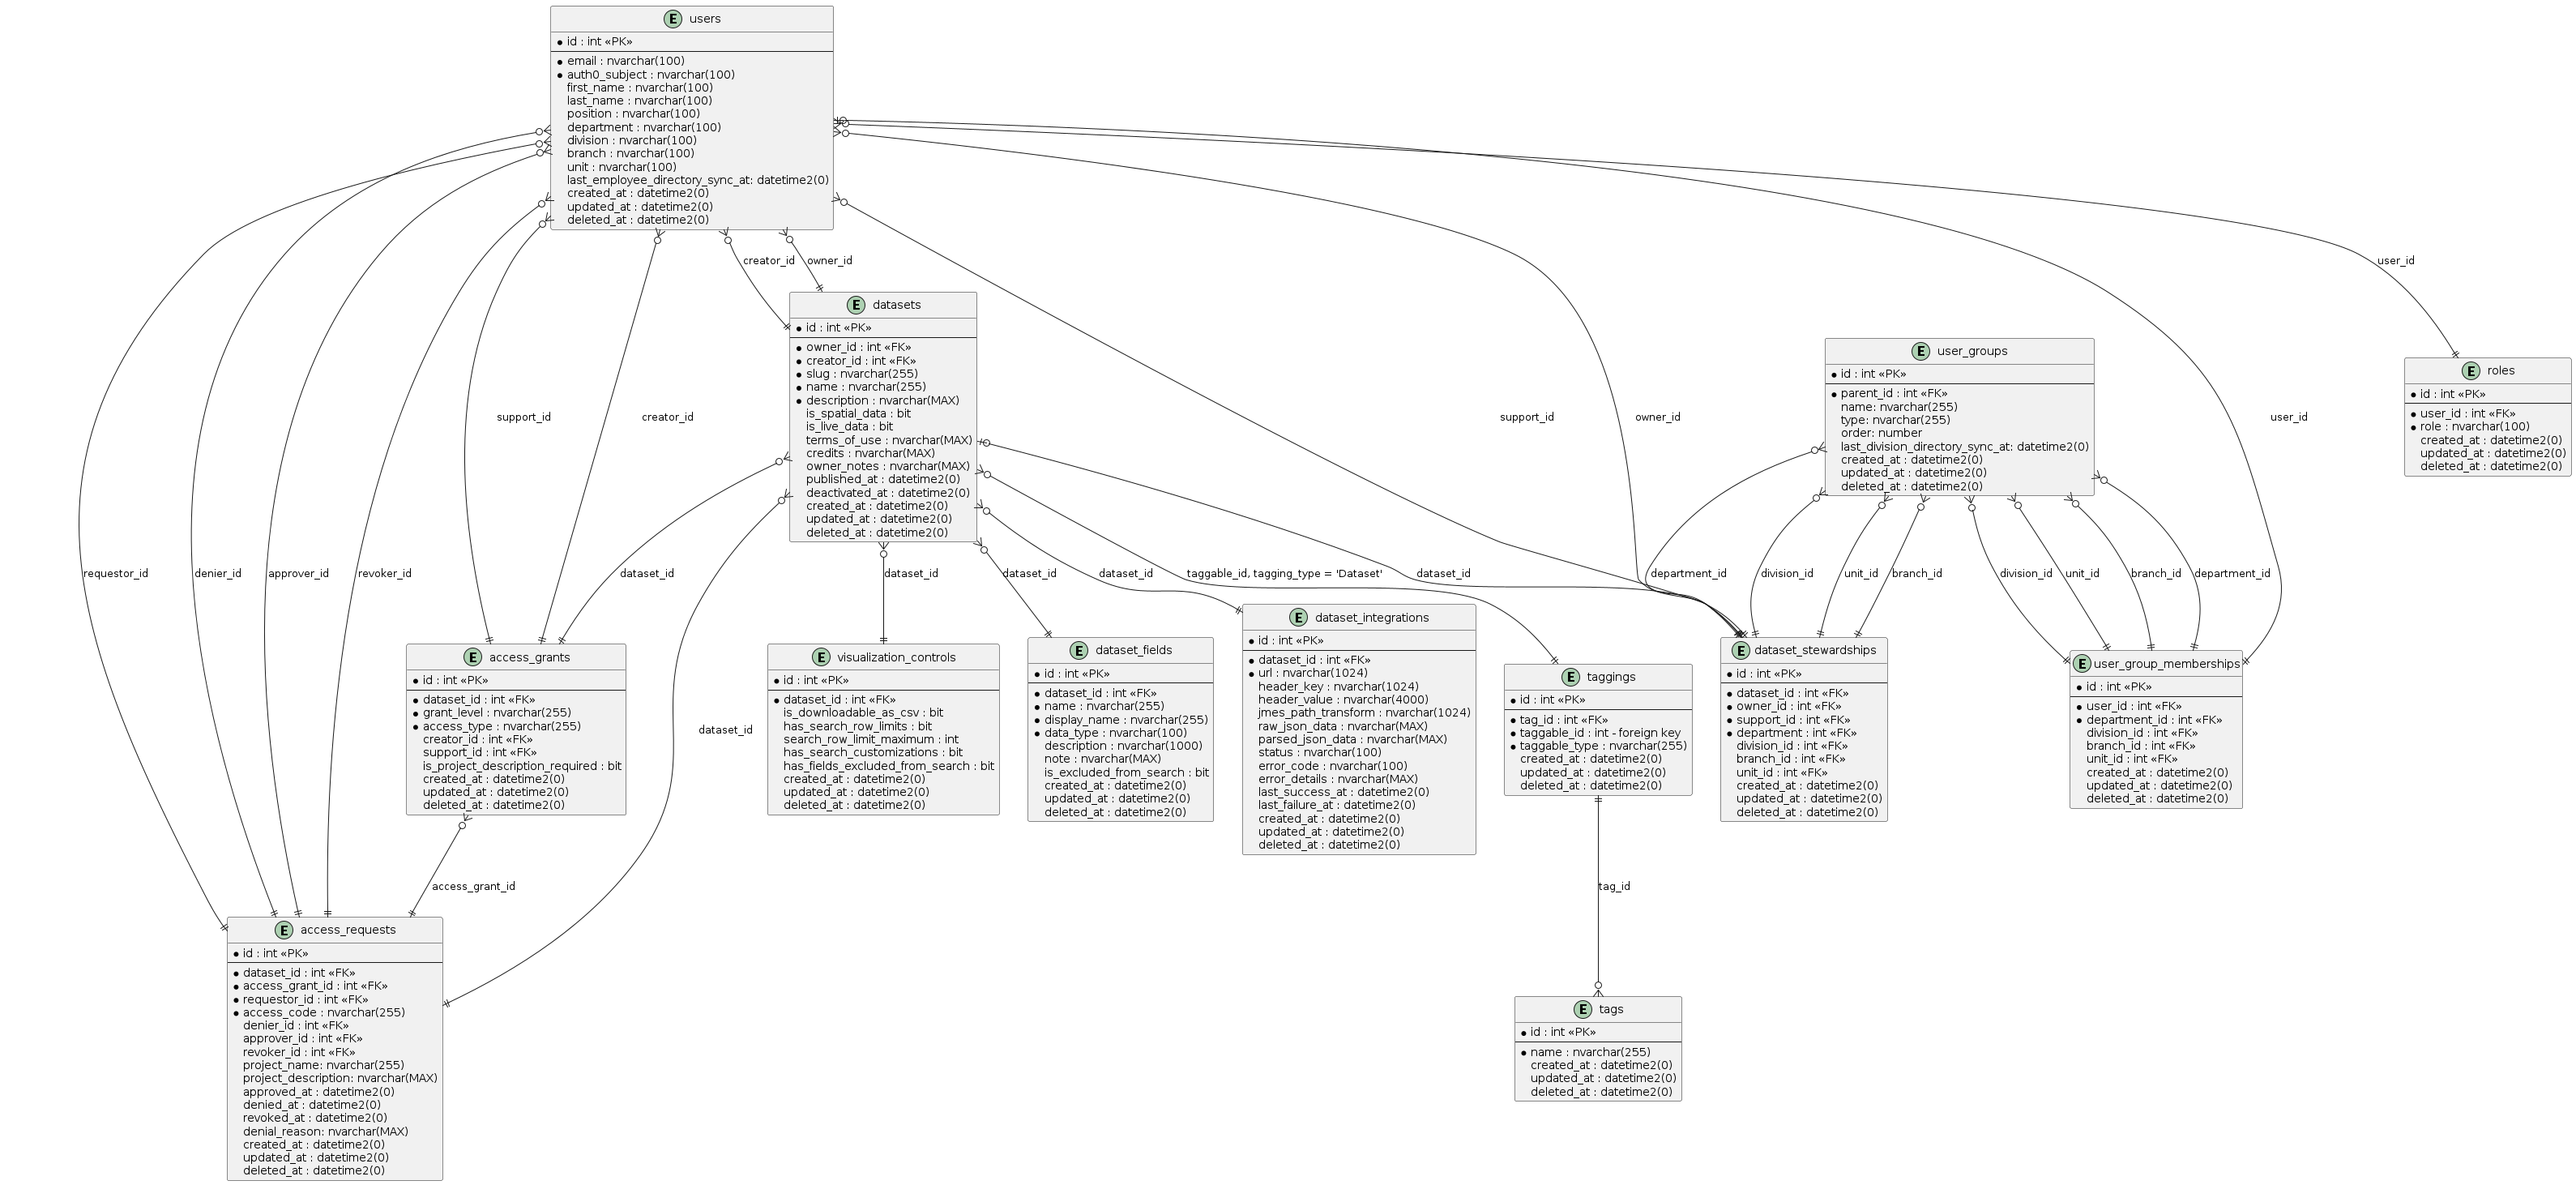 E users
id : int «PK»
email : nvarchar(100)
auth0_subject : nvarchar(100)
first_name : nvarchar(100)
last_name : nvarchar(100)
position : nvarchar(100)
department : nvarchar(100)
division : nvarchar(100)
branch : nvarchar(100)
unit : nvarchar(100)
last_employee_directory_sync_at: datetime2(0)
created_at : datetime2(0)
updated_at : datetime2(0)
deleted_at : datetime2(0)
creator_id
owner_id
user_id
E datasets
id : int «PK»
owner_id : int «FK»
creator_id : int «FK»
slug : nvarchar(255)
name : nvarchar(255)
description : nvarchar(MAX)
is_spatial_data : bit
is_live_data : bit
terms_of_use : nvarchar(MAX)
credits : nvarchar(MAX)
owner_notes : nvarchar(MAX)
published_at : datetime2(0)
deactivated_at : datetime2(0)
created_at : datetime2(0)
updated_at : datetime2(0)
deleted_at : datetime2(0)
E user_groups
id : int «PK»
parent_id : int «FK»
name: nvarchar(255)
type: nvarchar(255)
order: number
last_division_directory_sync_at: datetime2(0)
created_at : datetime2(0)
updated_at : datetime2(0)
deleted_at : datetime2(0)
E roles
id : int «PK»
user_id : int «FK»
role : nvarchar(100)
created_at : datetime2(0)
updated_at : datetime2(0)
deleted_at : datetime2(0)
support_id
creator_id
support_id
owner_id
user_id
requestor_id
denier_id
approver_id
revoker_id
dataset_id
dataset_id
dataset_id
dataset_id
taggable_id, tagging_type = 'Dataset'
dataset_id
department_id
division_id
unit_id
branch_id
division_id
unit_id
branch_id
department_id
E access_grants
id : int «PK»
dataset_id : int «FK»
grant_level : nvarchar(255)
access_type : nvarchar(255)
creator_id : int «FK»
support_id : int «FK»
is_project_description_required : bit
created_at : datetime2(0)
updated_at : datetime2(0)
deleted_at : datetime2(0)
dataset_id
E visualization_controls
id : int «PK»
dataset_id : int «FK»
is_downloadable_as_csv : bit
has_search_row_limits : bit
search_row_limit_maximum : int
has_search_customizations : bit
has_fields_excluded_from_search : bit
created_at : datetime2(0)
updated_at : datetime2(0)
deleted_at : datetime2(0)
E dataset_fields
id : int «PK»
dataset_id : int «FK»
name : nvarchar(255)
display_name : nvarchar(255)
data_type : nvarchar(100)
description : nvarchar(1000)
note : nvarchar(MAX)
is_excluded_from_search : bit
created_at : datetime2(0)
updated_at : datetime2(0)
deleted_at : datetime2(0)
E dataset_integrations
id : int «PK»
dataset_id : int «FK»
url : nvarchar(1024)
header_key : nvarchar(1024)
header_value : nvarchar(4000)
jmes_path_transform : nvarchar(1024)
raw_json_data : nvarchar(MAX)
parsed_json_data : nvarchar(MAX)
status : nvarchar(100)
error_code : nvarchar(100)
error_details : nvarchar(MAX)
last_success_at : datetime2(0)
last_failure_at : datetime2(0)
created_at : datetime2(0)
updated_at : datetime2(0)
deleted_at : datetime2(0)
E taggings
id : int «PK»
tag_id : int «FK»
taggable_id : int - foreign key
taggable_type : nvarchar(255)
created_at : datetime2(0)
updated_at : datetime2(0)
deleted_at : datetime2(0)
E dataset_stewardships
id : int «PK»
dataset_id : int «FK»
owner_id : int «FK»
support_id : int «FK»
department : int «FK»
division_id : int «FK»
branch_id : int «FK»
unit_id : int «FK»
created_at : datetime2(0)
updated_at : datetime2(0)
deleted_at : datetime2(0)
E user_group_memberships
id : int «PK»
user_id : int «FK»
department_id : int «FK»
division_id : int «FK»
branch_id : int «FK»
unit_id : int «FK»
created_at : datetime2(0)
updated_at : datetime2(0)
deleted_at : datetime2(0)
access_grant_id
tag_id
E access_requests
id : int «PK»
dataset_id : int «FK»
access_grant_id : int «FK»
requestor_id : int «FK»
access_code : nvarchar(255)
denier_id : int «FK»
approver_id : int «FK»
revoker_id : int «FK»
project_name: nvarchar(255)
project_description: nvarchar(MAX)
approved_at : datetime2(0)
denied_at : datetime2(0)
revoked_at : datetime2(0)
denial_reason: nvarchar(MAX)
created_at : datetime2(0)
updated_at : datetime2(0)
deleted_at : datetime2(0)
E tags
id : int «PK»
name : nvarchar(255)
created_at : datetime2(0)
updated_at : datetime2(0)
deleted_at : datetime2(0)